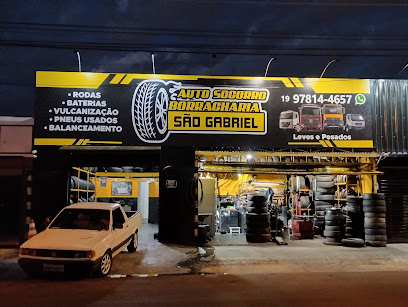 • RODAS
• BATERIAS
• VULCANIZAÇÃO
• PNEUS USADOS
• BALANCEAMENTO
AUTO SOCORRO
BORRACHARIA
SÃO GABRIEL
19 97814-4657
Leves e Pesados